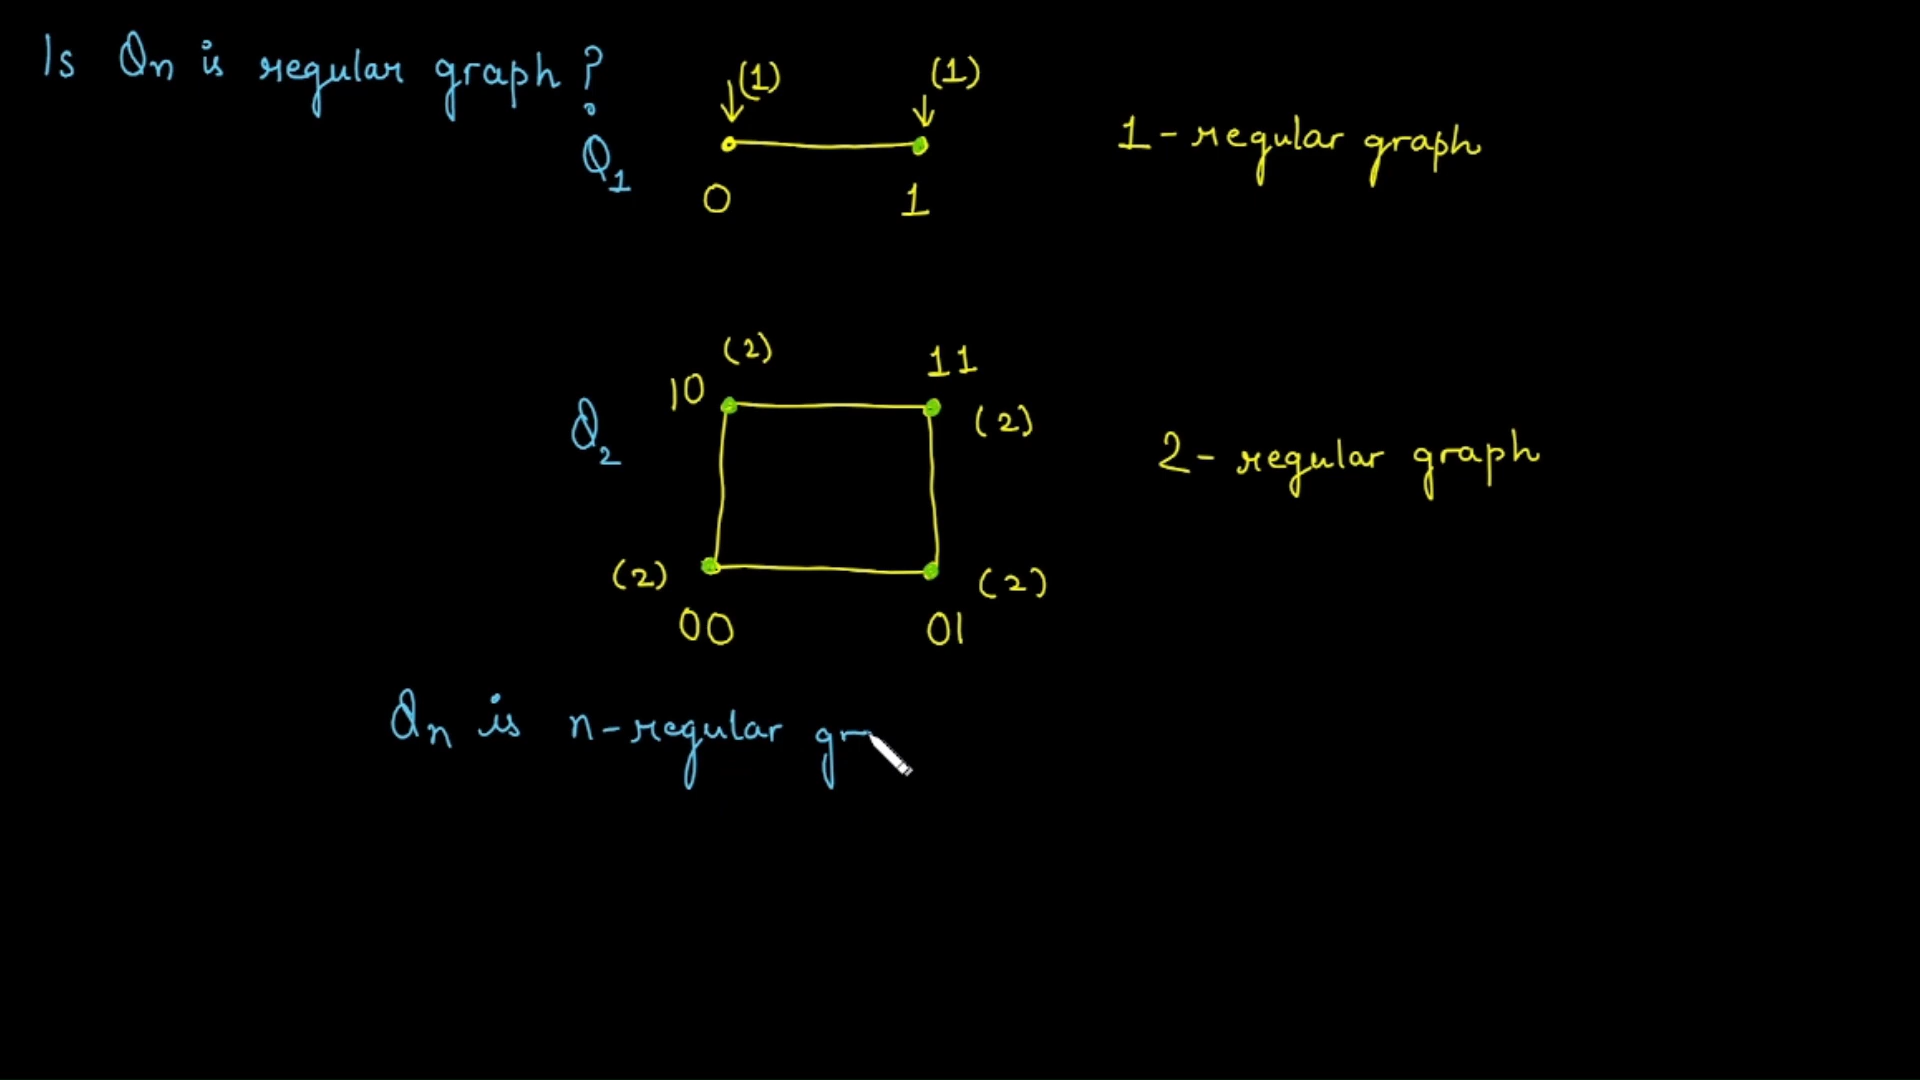 Is Qn is regular graph?
(1) (1)
Q1
1-regular graph
0 1
(2)
10 11
Q2
(2)
2- regular graph
(2) (2)
00 01
Qn is n-regular gr